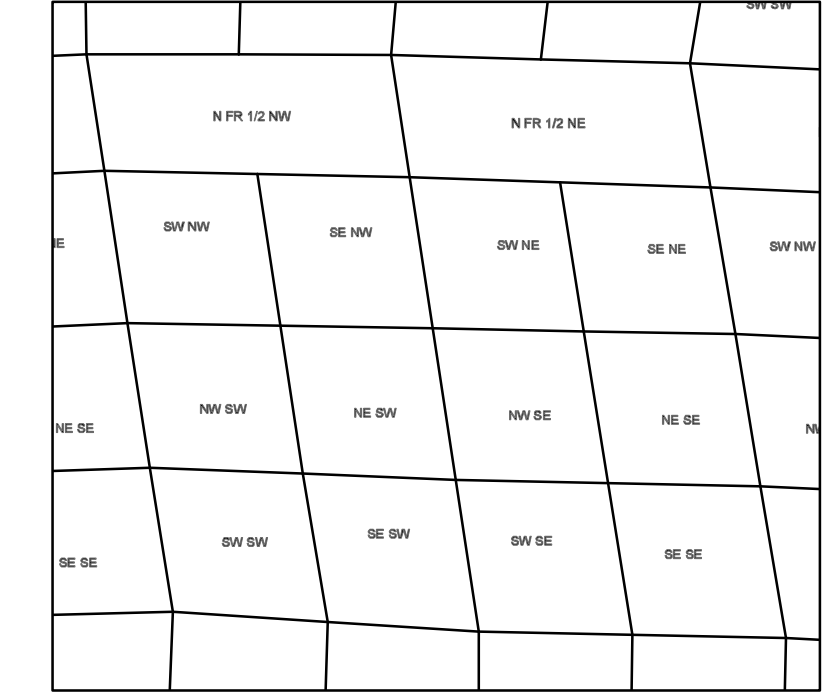 SW SW
N FR 1/2 NW
N FR 1/2 NE
SW NW
SE NW
SW NE
SE NE
SW NW
NW SW
NE SW
NW SE
NE SE
NE SE
SW SW
SE SW
SW SE
SE SE
SE SE